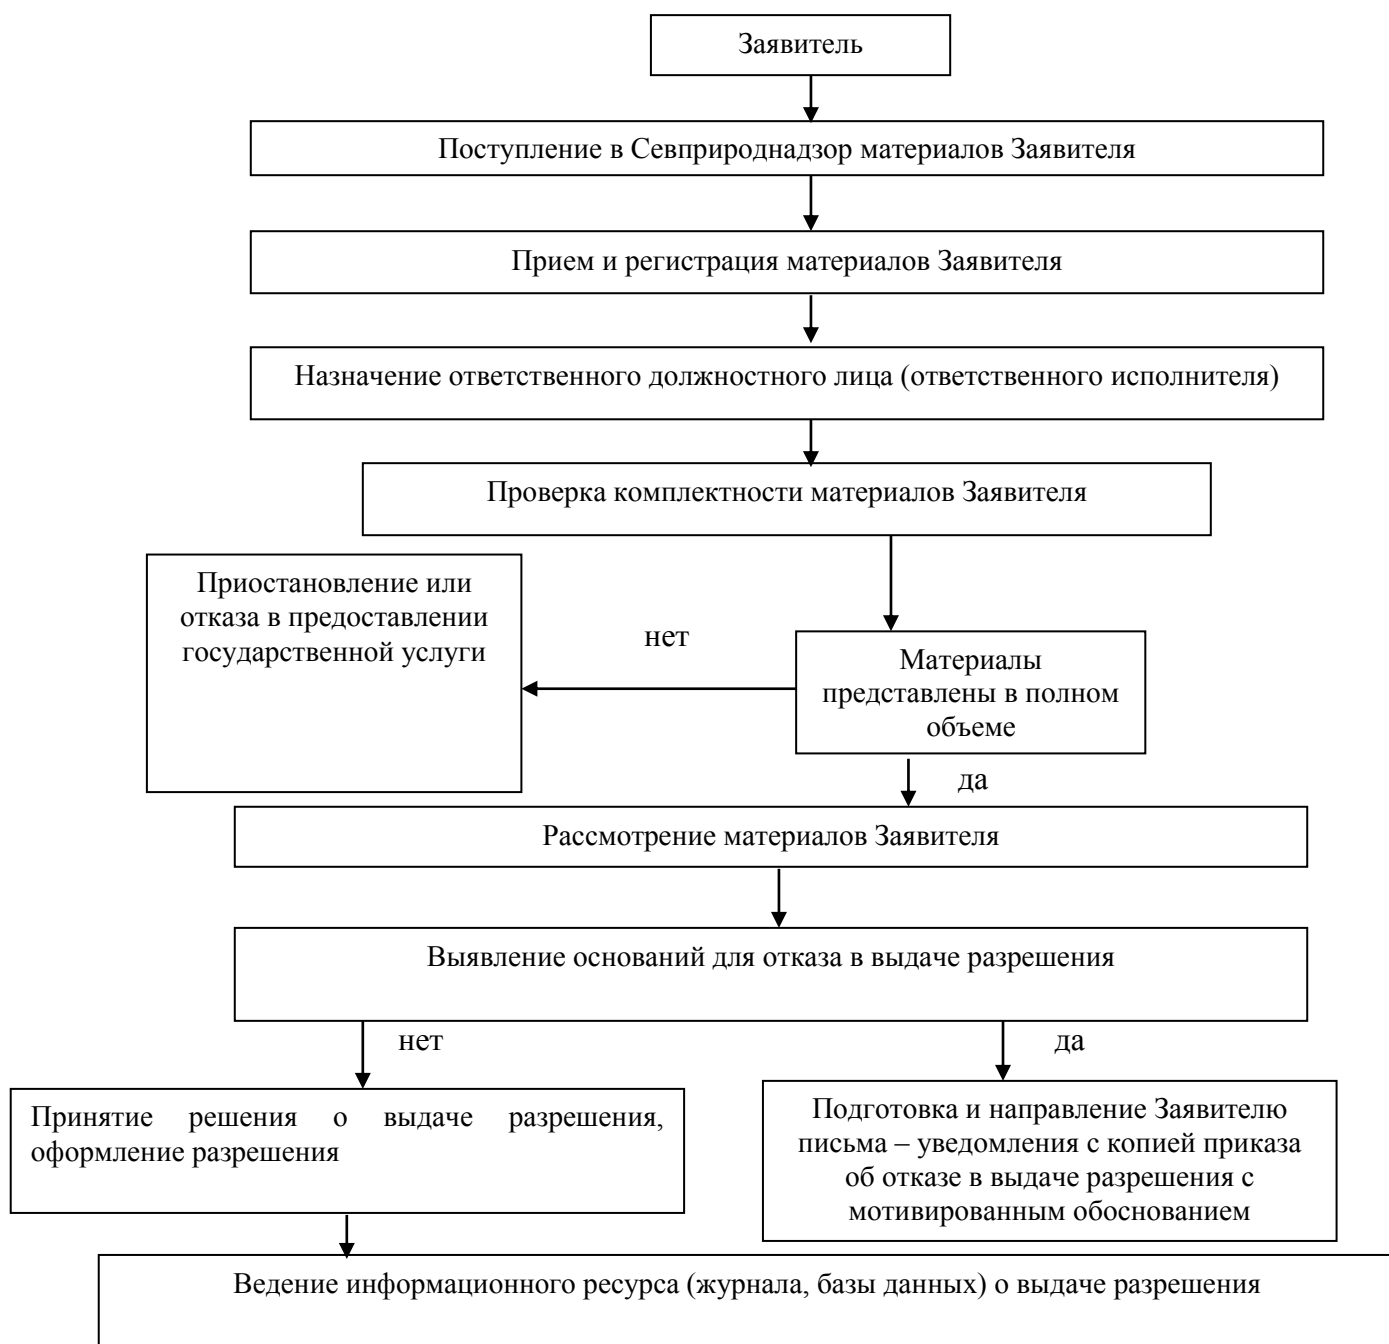 Заявитель
Поступление в Севприроднадзор материалов Заявителя
Прием и регистрация материалов Заявителя
Назначение ответственного должностного лица (ответственного исполнителя)
Проверка комплектности материалов Заявителя
Приостановление или
отказа в предоставлении
государственной услуги
нет
Материалы
представлены в полном
объеме
да
Рассмотрение материалов Заявителя
Выявление оснований для отказа в выдаче разрешения
нет
да
Принятие решения о выдаче разрешения,
оформление разрешения
Подготовка и направление Заявителю
письма – уведомления с копией приказа
об отказе в выдаче разрешения с
мотивированным обоснованием
Ведение информационного ресурса (журнала, базы данных) о выдаче разрешения